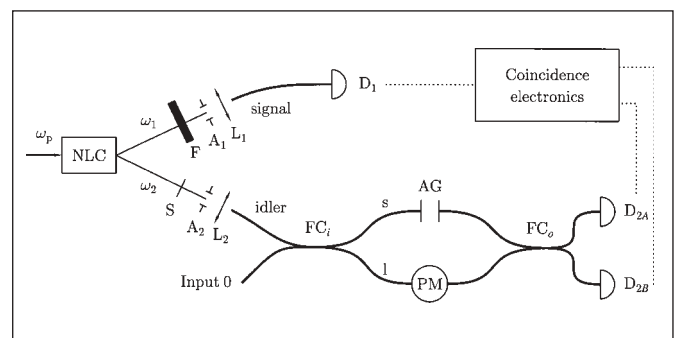 ω₁
D₁
signal
Coincidence
electronics
A₁
L₁
F
ωₚ
NLC
ω₂
S
A₂
L₂
idler
Input 0
FCᵢ
s
AG
l
PM
FCₒ
D₂A
D₂B